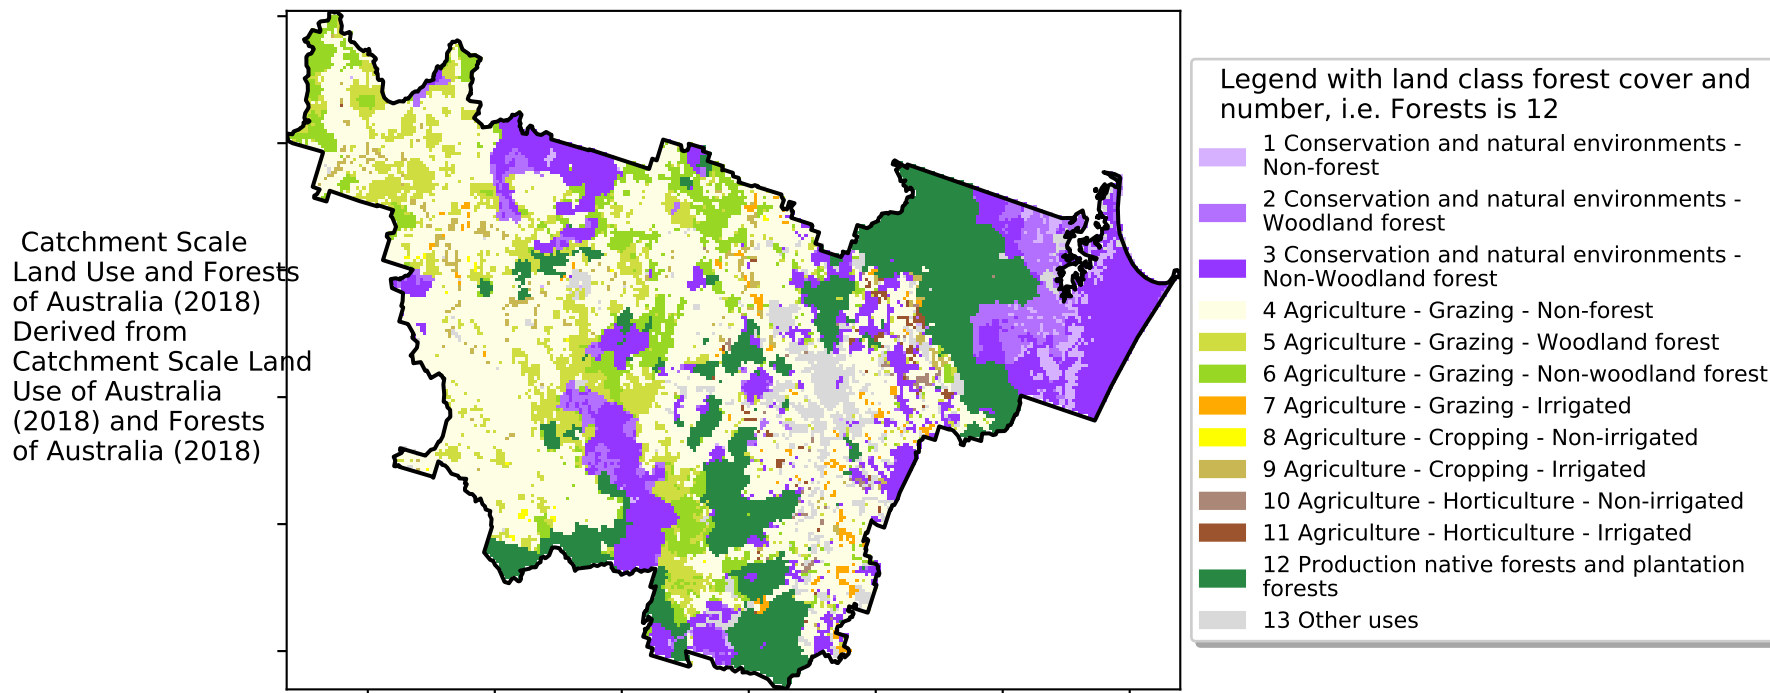 Catchment Scale
Land Use and Forests
of Australia (2018)
Derived from
Catchment Scale Land
Use of Australia
(2018) and Forests
of Australia (2018)
Legend with land class forest cover and
number, i.e. Forests is 12
1 Conservation and natural environments -
Non-forest
2 Conservation and natural environments -
Woodland forest
3 Conservation and natural environments -
Non-Woodland forest
4 Agriculture - Grazing - Non-forest
5 Agriculture - Grazing - Woodland forest
6 Agriculture - Grazing - Non-woodland forest
7 Agriculture - Grazing - Irrigated
8 Agriculture - Cropping - Non-irrigated
9 Agriculture - Cropping - Irrigated
10 Agriculture - Horticulture - Non-irrigated
11 Agriculture - Horticulture - Irrigated
12 Production native forests and plantation
forests
13 Other uses